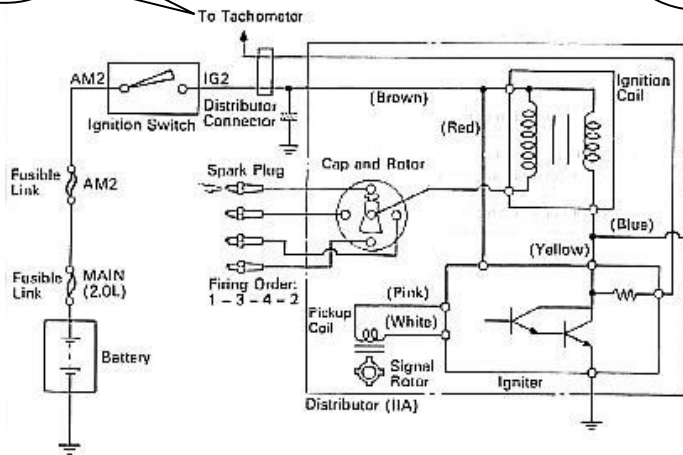 To Tachometer
AM2
IG2
Ignition Switch
Distributor
Connector
(Brown)
(Red)
Ignition
Coil
Fusible
Link
AM2
Spark Plug
Cap and Rotor
(Blue)
(Yellow)
Fusible
Link
MAIN
(2.0L)
Firing Order:
1 – 3 – 4 – 2
(Pink)
Pickup
Coil
(White)
Battery
Signal
Rotor
Igniter
Distributor (IIA)